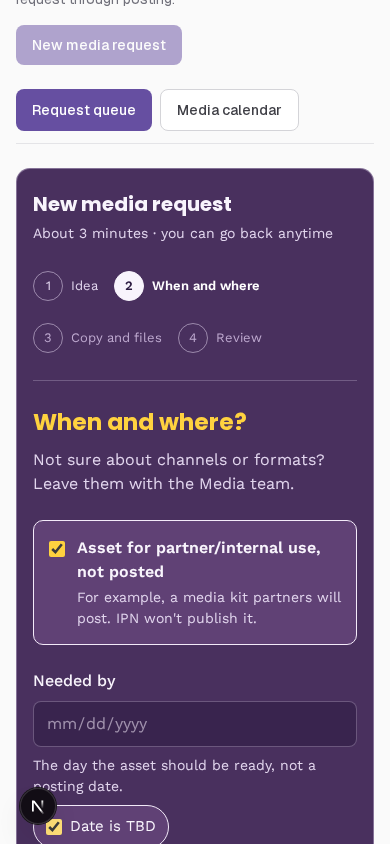 request through posting.
New media request
Request queue
Media calendar
New media request
About 3 minutes · you can go back anytime
1 Idea 2 When and where
3 Copy and files 4 Review
When and where?
Not sure about channels or formats?
Leave them with the Media team.
Asset for partner/internal use,
not posted
For example, a media kit partners will
post. IPN won't publish it.
Needed by
mm/dd/yyyy
The day the asset should be ready, not a
posting date.
N
Date is TBD